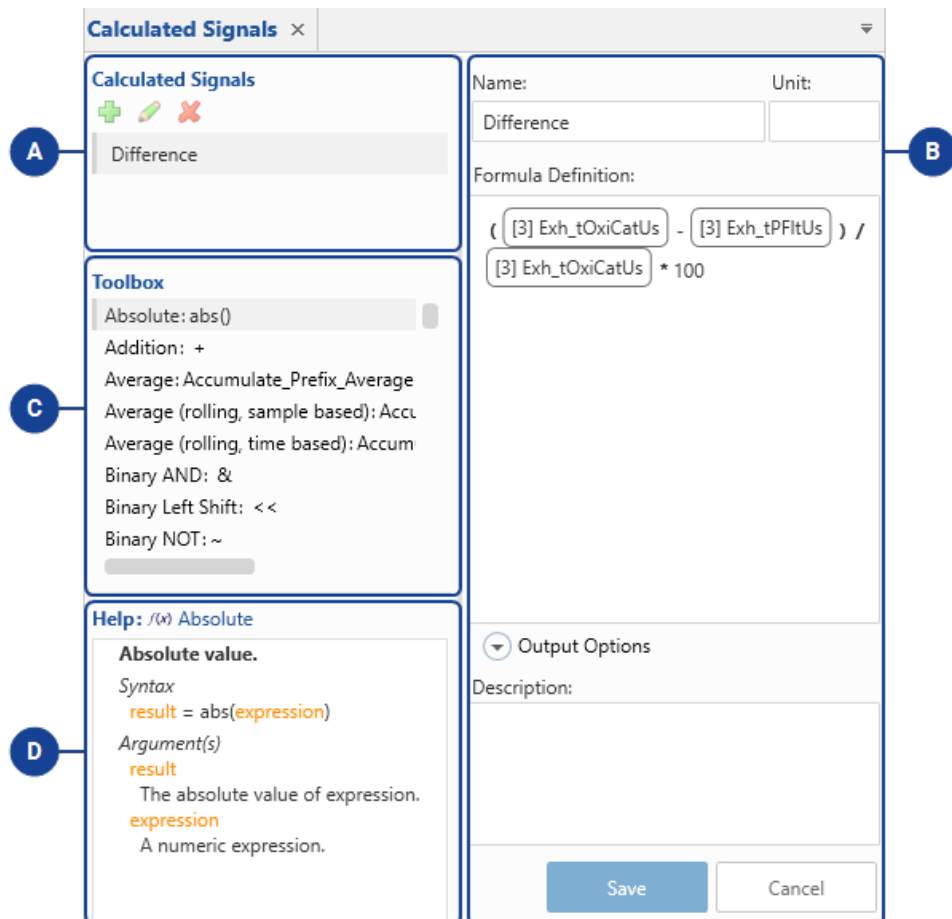 Calculated Signals ×
Calculated Signals
Difference
A
Toolbox
Absolute: abs()
Addition: +
Average: Accumulate_Prefix_Average
Average (rolling, sample based): Accu
Average (rolling, time based): Accum
Binary AND: &
Binary Left Shift: <<
Binary NOT: ~
C
Help: f(x) Absolute
Absolute value.
Syntax
result = abs(expression)
Argument(s)
result
The absolute value of expression.
expression
A numeric expression.
D
Name: Unit:
Difference
B
Formula Definition:
( [3] Exh_tOxiCatUs - [3] Exh_tPFltUs ) /
[3] Exh_tOxiCatUs * 100
Output Options
Description:
Save Cancel